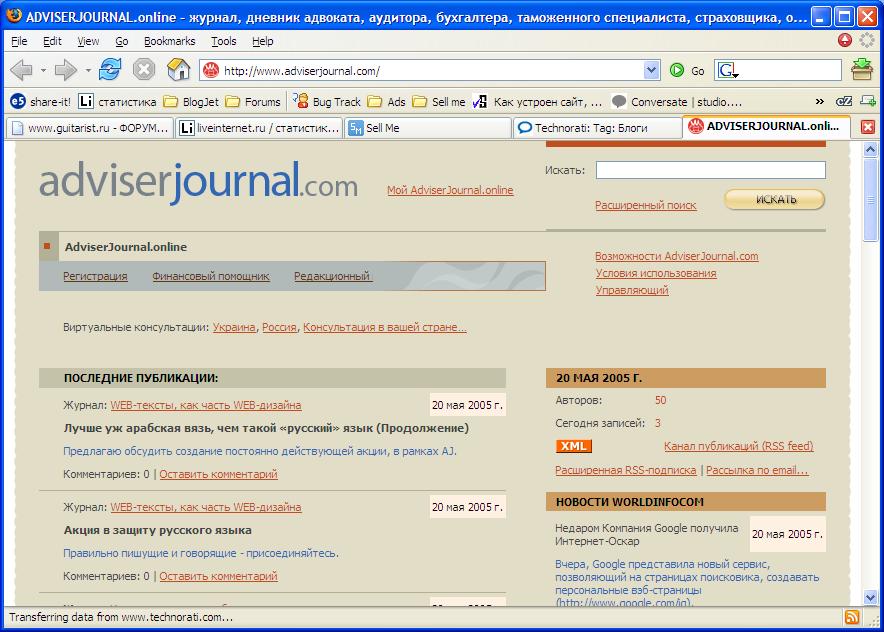 ADVISERJOURNAL.online - журнал, дневник адвоката, аудитора, бухгалтера, таможенного специалиста, страховщика, о...
File Edit View Go Bookmarks Tools Help
http://www.adviserjournal.com/ Go G
share-it! Li статистика BlogJet Forums Bug Track Ads Sell me Как устроен сайт, ... Conversate | studio.... »
www.guitarist.ru - ФОРУМ... Li liveinternet.ru / статистик... Sell Me Technorati: Tag: Блоги ADVISERJOURNAL.onli...
adviserjournal.com
Мой AdviserJournal.online
Искать:
Расширенный поиск
ИСКАТЬ
AdviserJournal.online
Регистрация Финансовый помощник Редакционный
Возможности AdviserJournal.com
Условия использования
Управляющий
Виртуальные консультации: Украина, Россия, Консультация в вашей стране...
ПОСЛЕДНИЕ ПУБЛИКАЦИИ:
Журнал: WEB-тексты, как часть WEB-дизайна 20 мая 2005 г.
Лучше уж арабская вязь, чем такой «русский» язык (Продолжение)
Предлагаю обсудить создание постоянно действующей акции, в рамках AJ.
Комментариев: 0 | Оставить комментарий
Журнал: WEB-тексты, как часть WEB-дизайна 20 мая 2005 г.
Акция в защиту русского языка
Правильно пишущие и говорящие - присоединяйтесь.
Комментариев: 0 | Оставить комментарий
20 МАЯ 2005 Г.
Авторов: 50
Сегодня записей: 3
XML Канал публикаций (RSS feed)
Расширенная RSS-подписка | Рассылка по email...
НОВОСТИ WORLDINFOCOM
Недаром Компания Google получила
Интернет-Оскар
20 мая 2005 г.
Вчера, Google представила новый сервис,
позволяющий на страницах поисковика, создавать
персональные вэб-страницы
(http://www.google.com/ig).
Transferring data from www.technorati.com...